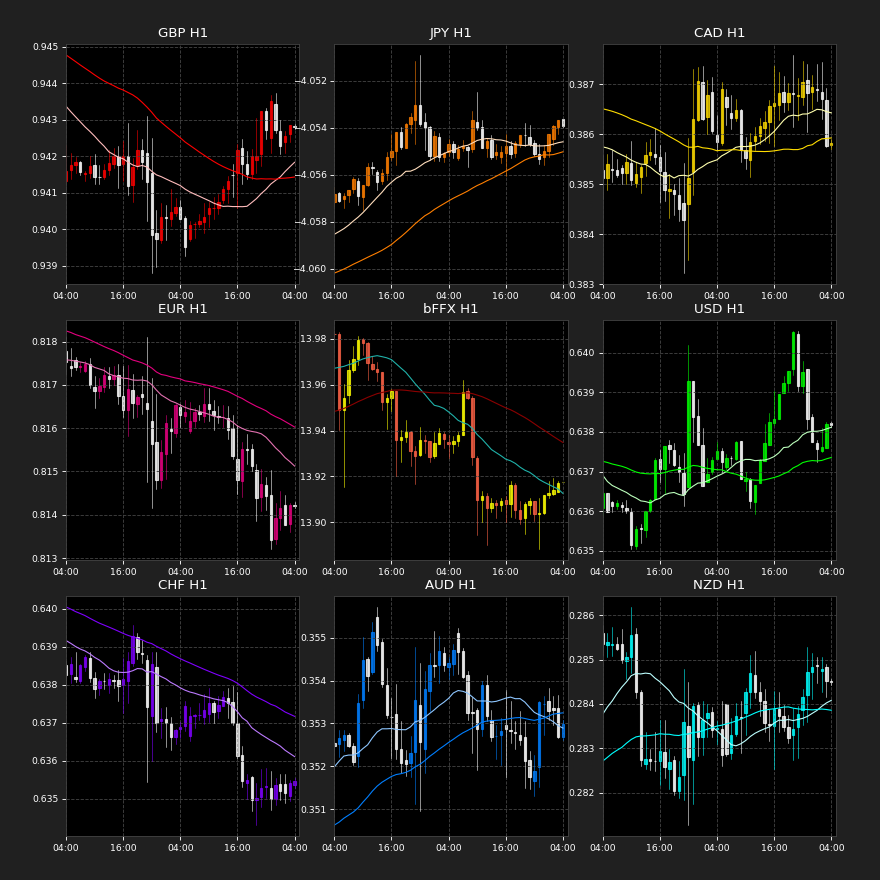 GBP H1
0.945
0.944
0.943
0.942
0.941
0.940
0.939
04:00 16:00 04:00 16:00 04:00
JPY H1
−4.052
−4.054
−4.056
−4.058
−4.060
04:00 16:00 04:00 16:00 04:00
CAD H1
0.387
0.386
0.385
0.384
0.383
04:00 16:00 04:00 16:00 04:00
EUR H1
0.818
0.817
0.816
0.815
0.814
0.813
04:00 16:00 04:00 16:00 04:00
bFFX H1
13.98
13.96
13.94
13.92
13.90
04:00 16:00 04:00 16:00 04:00
USD H1
0.640
0.639
0.638
0.637
0.636
0.635
04:00 16:00 04:00 16:00 04:00
CHF H1
0.640
0.639
0.638
0.637
0.636
0.635
04:00 16:00 04:00 16:00 04:00
AUD H1
0.355
0.354
0.353
0.352
0.351
04:00 16:00 04:00 16:00 04:00
NZD H1
0.286
0.285
0.284
0.283
0.282
04:00 16:00 04:00 16:00 04:00